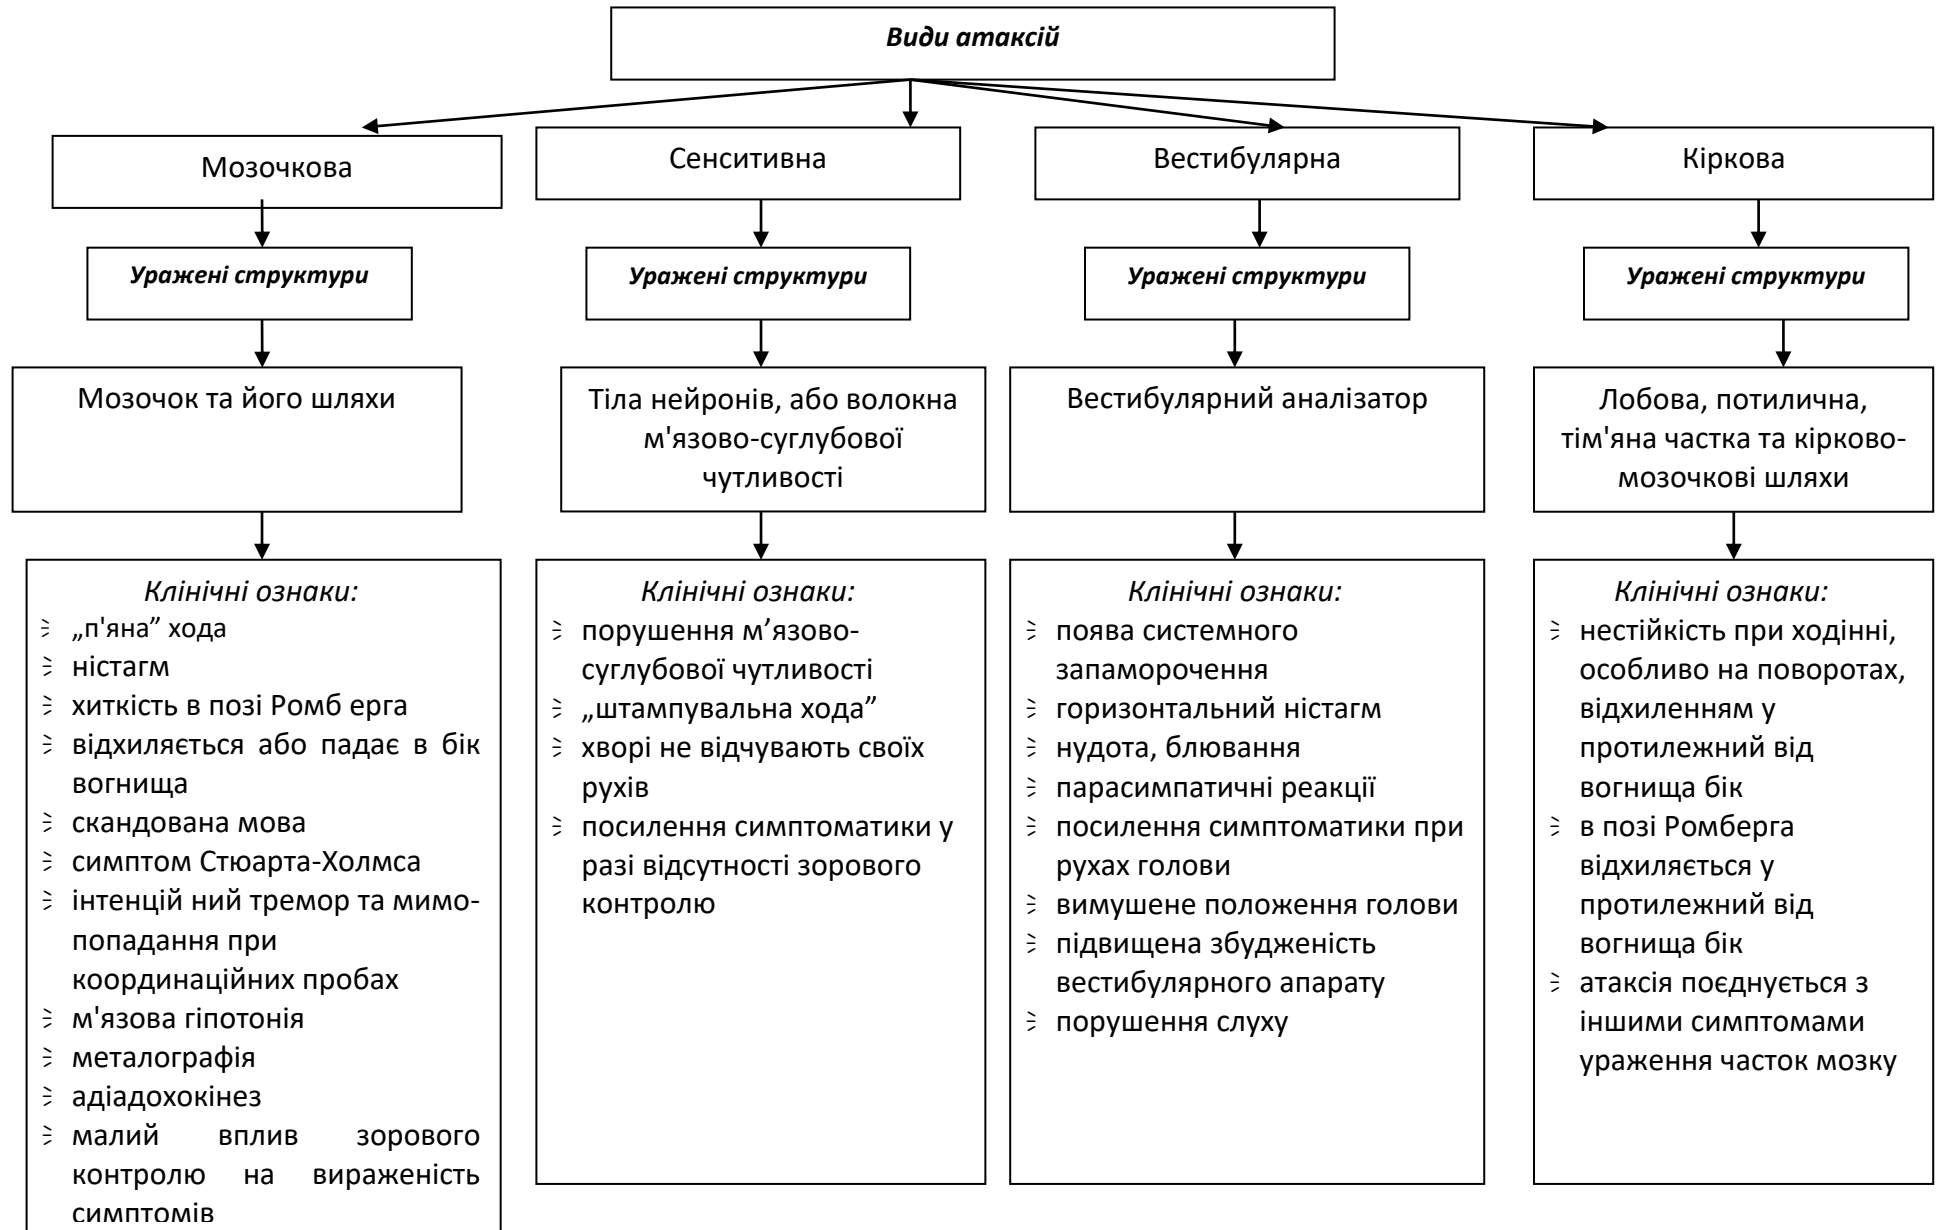 Види атаксій
Мозочкова
Сенситивна
Вестибулярна
Кіркова
Уражені структури
Уражені структури
Уражені структури
Уражені структури
Мозочок та його шляхи
Тіла нейронів, або волокна
м'язово-суглубової
чутливості
Вестибулярний аналізатор
Лобова, потилична,
тім'яна частка та кірково-
мозочкові шляхи
Клінічні ознаки:
„п'яна” хода
ністагм
хиткість в позі Ромб ерга
відхиляється або падає в бік
вогнища
скандована мова
симптом Стюарта-Холмса
інтенцій ний тремор та мимо-
попадання при
координаційних пробах
м'язова гіпотонія
металографія
адіадохокінез
малий вплив зорового
контролю на вираженість
симптомів
Клінічні ознаки:
порушення м’язово-
суглубової чутливості
„штампувальна хода”
хворі не відчувають своїх
рухів
посилення симптоматики у
разі відсутності зорового
контролю
Клінічні ознаки:
поява системного
запаморочення
горизонтальний ністагм
нудота, блювання
парасимпатичні реакції
посилення симптоматики при
рухах голови
вимушене положення голови
підвищена збудженість
вестибулярного апарату
порушення слуху
Клінічні ознаки:
нестійкість при ходінні,
особливо на поворотах,
відхиленням у
протилежний від
вогнища бік
в позі Ромберга
відхиляється у
протилежний від
вогнища бік
атаксія поєднується з
іншими симптомами
ураження часток мозку